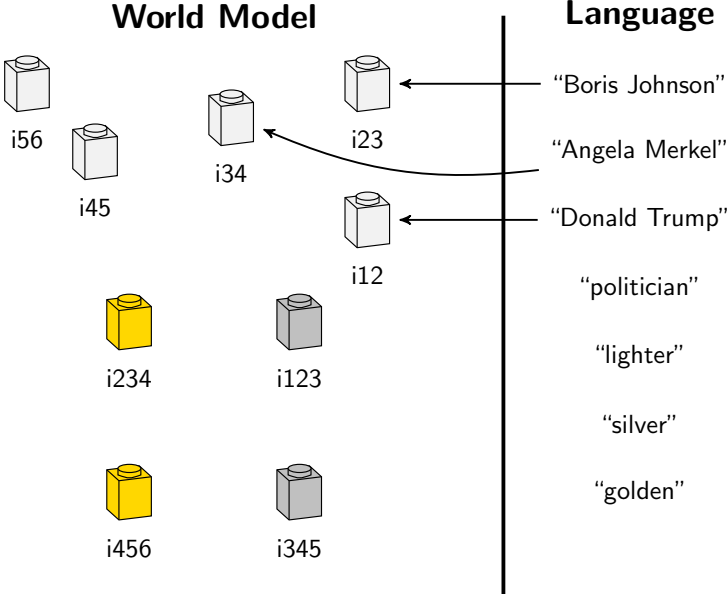 World Model
Language
“Boris Johnson”
i56
i23
“Angela Merkel”
i34
i45
“Donald Trump”
i12
“politician”
“lighter”
i234
i123
“silver”
“golden”
i456
i345